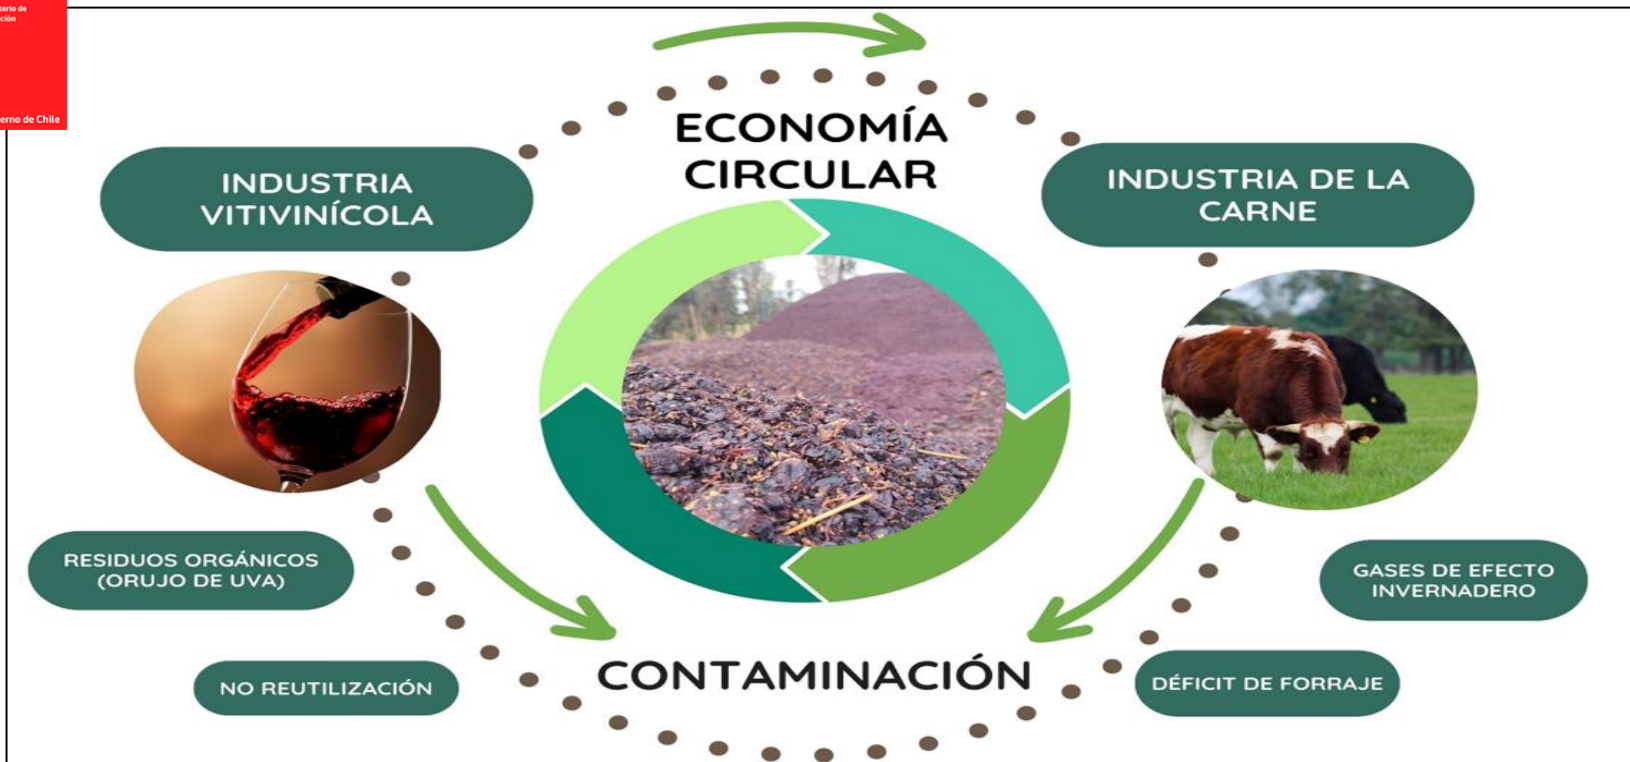 ción
erno de Chile
ECONOMÍA
CIRCULAR
INDUSTRIA
VITIVINÍCOLA
INDUSTRIA DE LA
CARNE
RESIDUOS ORGÁNICOS
(ORUJO DE UVA)
GASES DE EFECTO
INVERNADERO
NO REUTILIZACIÓN
CONTAMINACIÓN
DÉFICIT DE FORRAJE